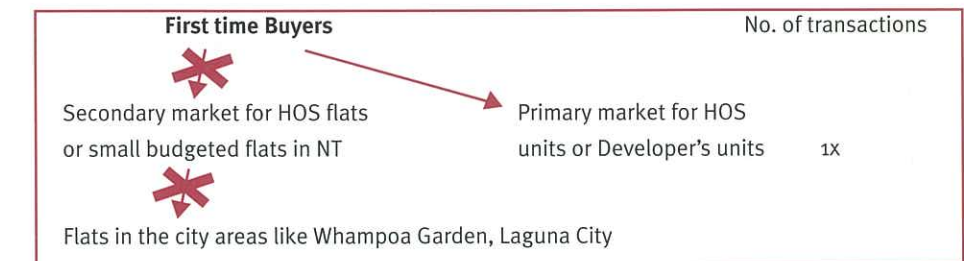 First time Buyers
No. of transactions
Secondary market for HOS flats
or small budgeted flats in NT
Primary market for HOS
units or Developer's units 1X
Flats in the city areas like Whampoa Garden, Laguna City